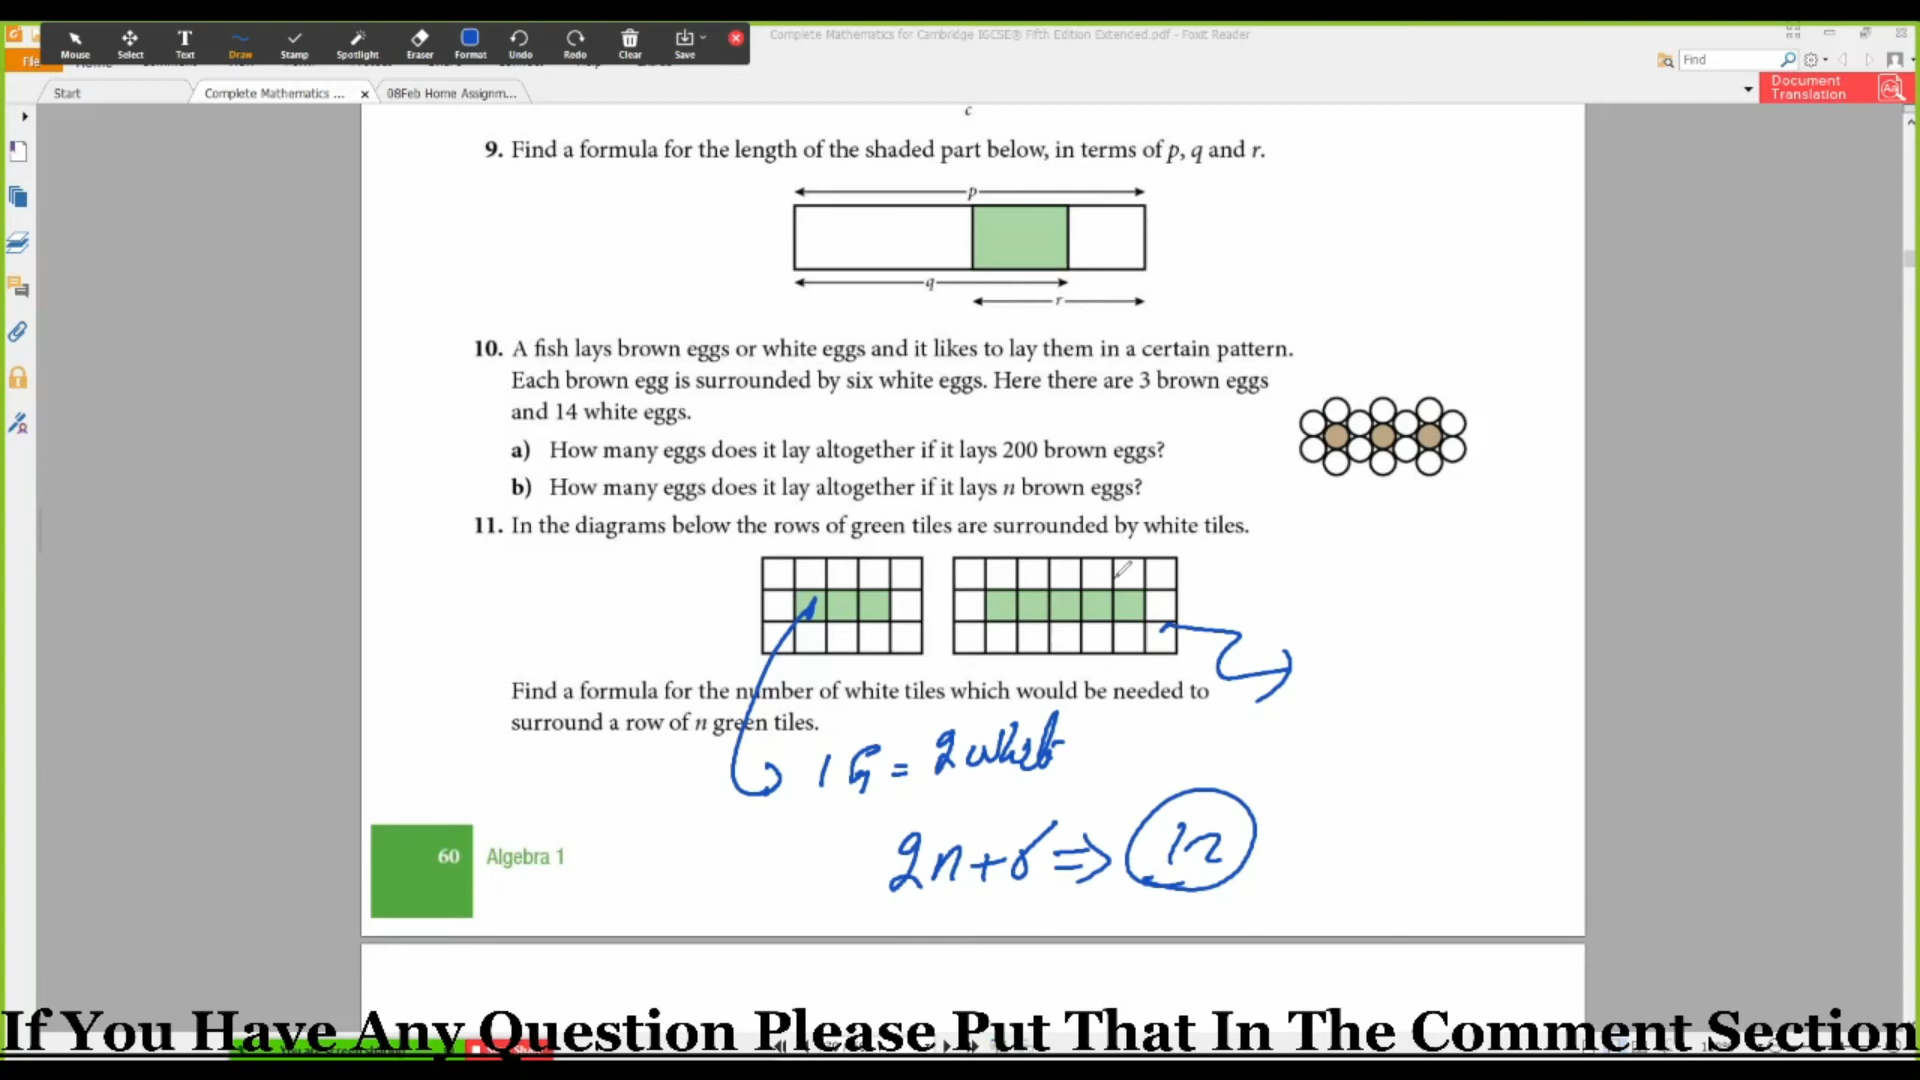 Complete Mathematics for Cambridge IGCSE® Fifth Edition Extended.pdf - Foxit Reader
Mouse Select Text Draw Stamp Spotlight Eraser Format Undo Redo Clear Save
Find
Start Complete Mathematics ... x 08Feb Home Assignm...
Document
Translation
c
9. Find a formula for the length of the shaded part below, in terms of p, q and r.
p
q
r
10. A fish lays brown eggs or white eggs and it likes to lay them in a certain pattern.
Each brown egg is surrounded by six white eggs. Here there are 3 brown eggs
and 14 white eggs.
a) How many eggs does it lay altogether if it lays 200 brown eggs?
b) How many eggs does it lay altogether if it lays n brown eggs?
11. In the diagrams below the rows of green tiles are surrounded by white tiles.
Find a formula for the number of white tiles which would be needed to
surround a row of n green tiles.
1 G = 2
2n+6 ⇒ 12
60 Algebra 1
If You Have Any Question Please Put That In The Comment Section